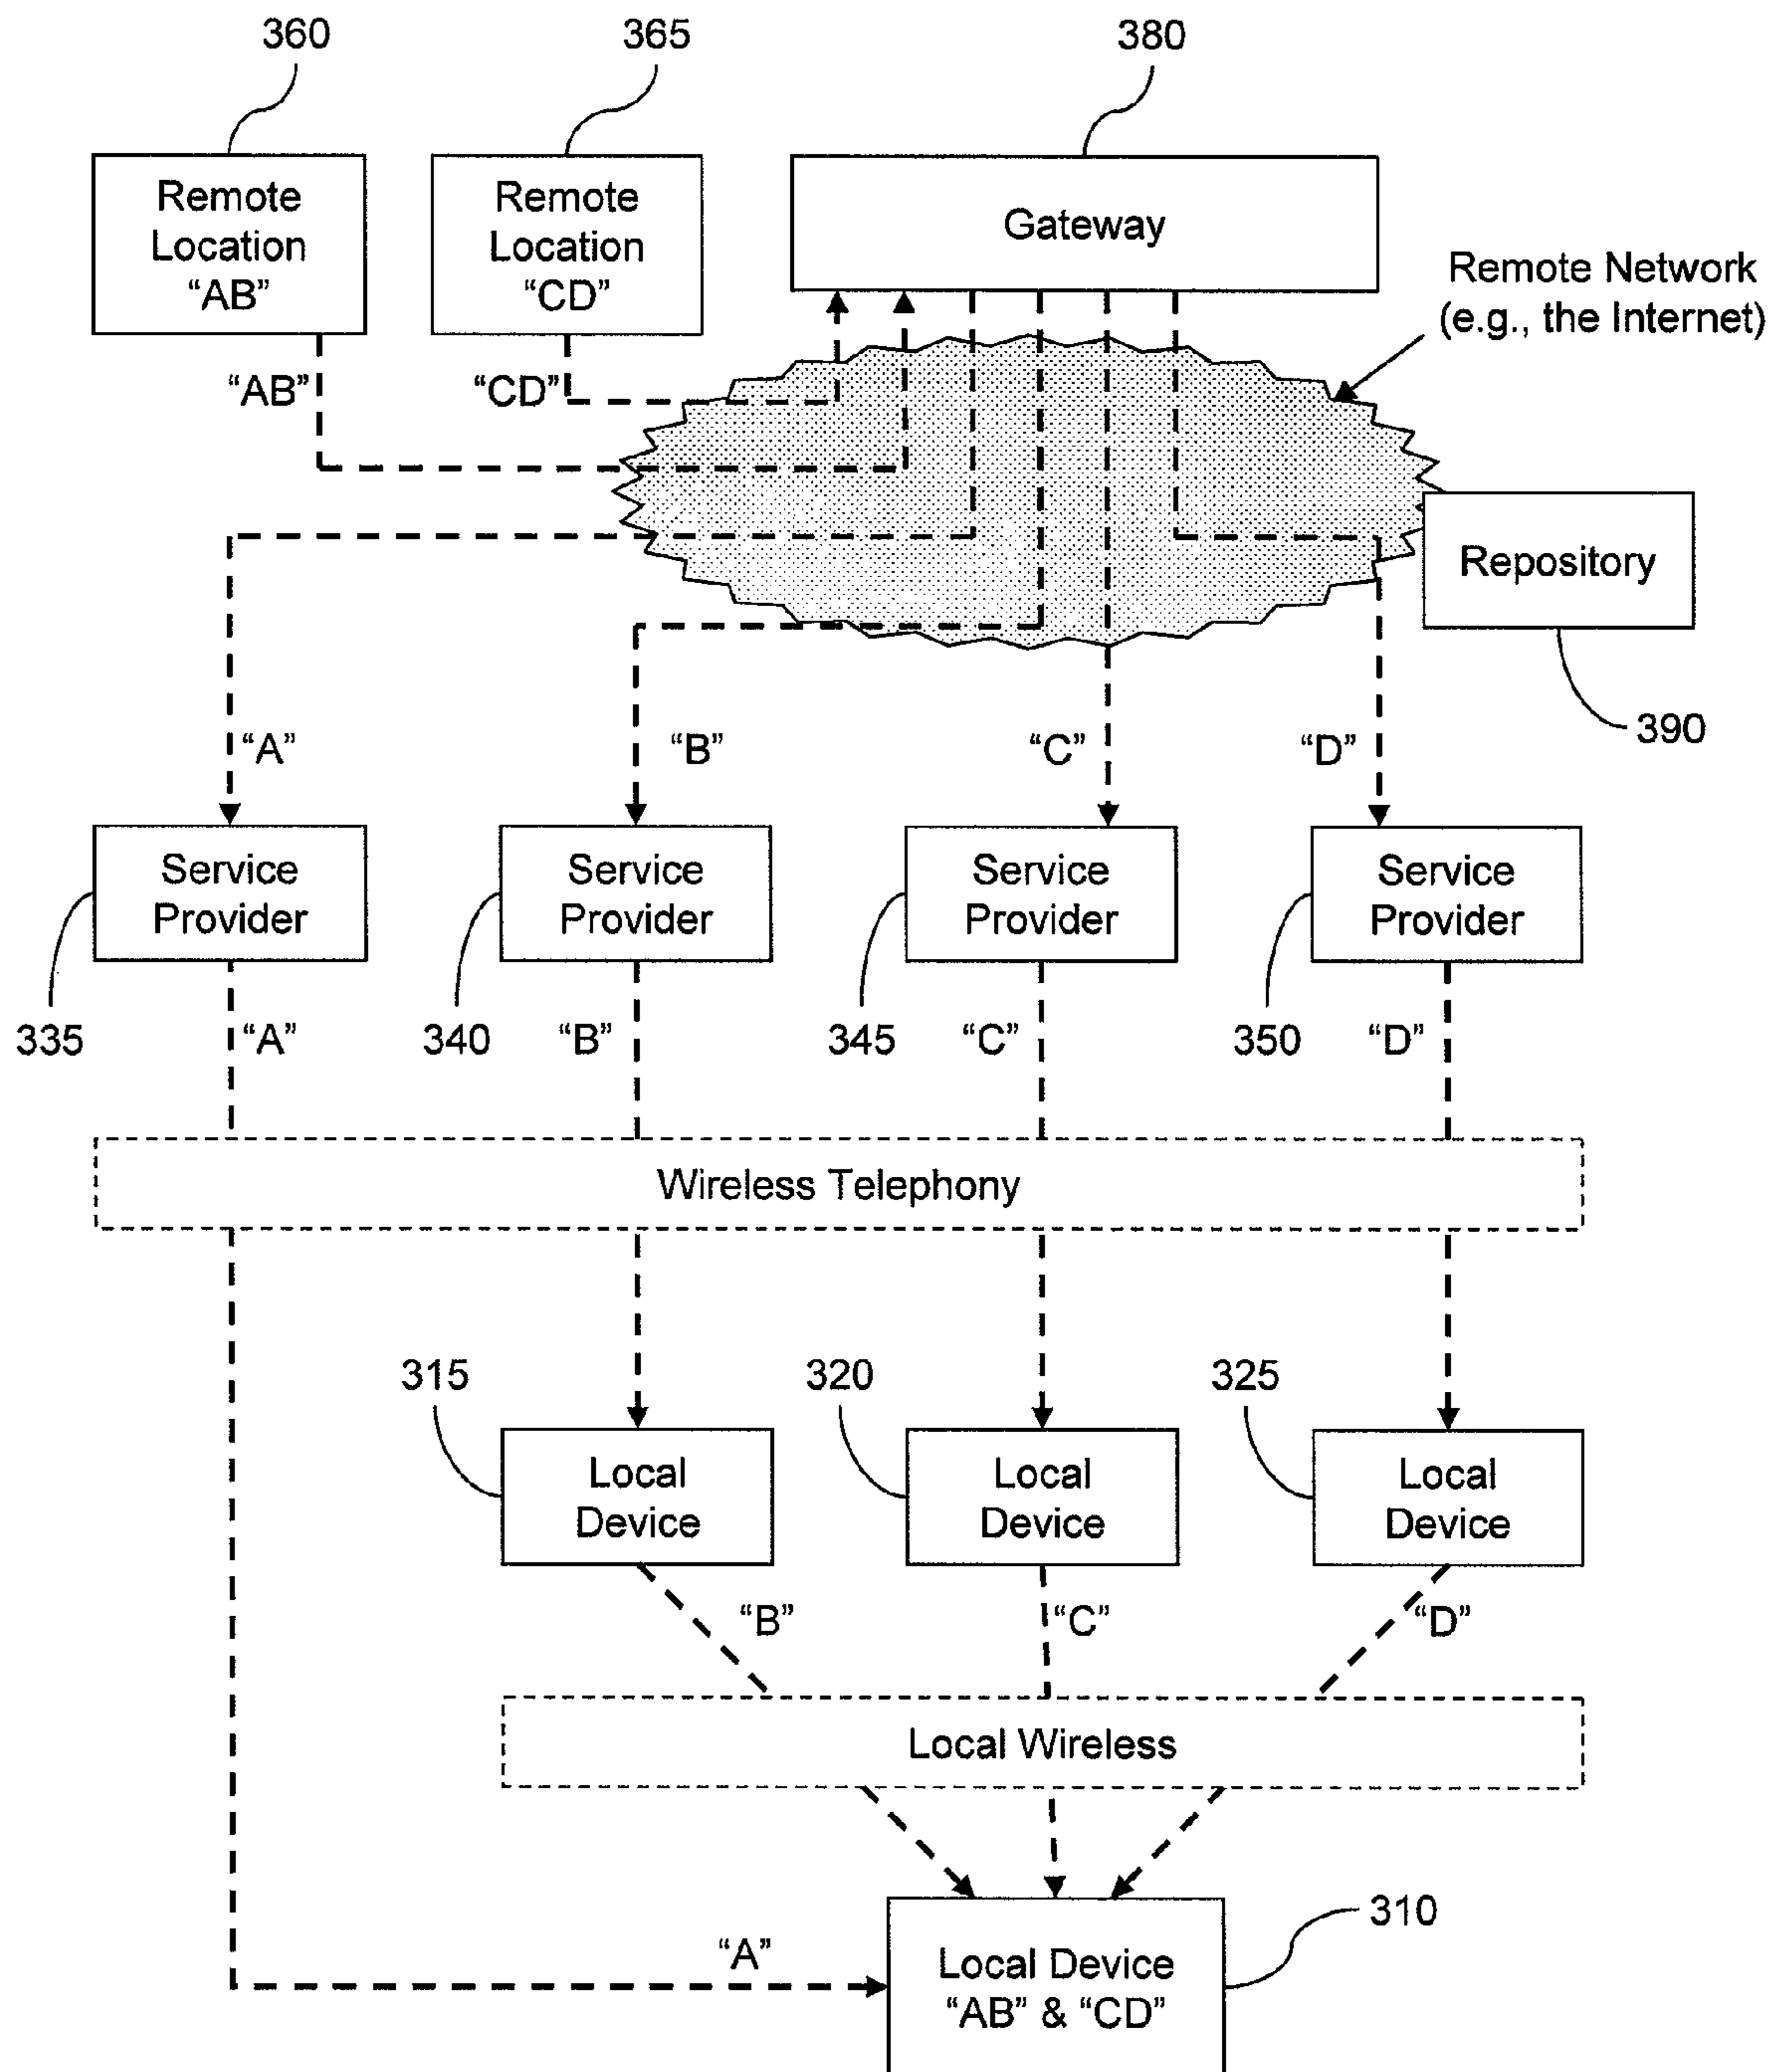 360
365
380
Remote
Location
“AB”
Remote
Location
“CD”
Gateway
Remote Network
(e.g., the Internet)
“AB”
“CD”
Repository
390
“A”
“B”
“C”
“D”
Service
Provider
Service
Provider
Service
Provider
Service
Provider
335
“A”
340
“B”
345
“C”
350
“D”
Wireless Telephony
315
320
325
Local
Device
Local
Device
Local
Device
“B”
“C”
“D”
Local Wireless
310
“A”
Local Device
“AB” & “CD”